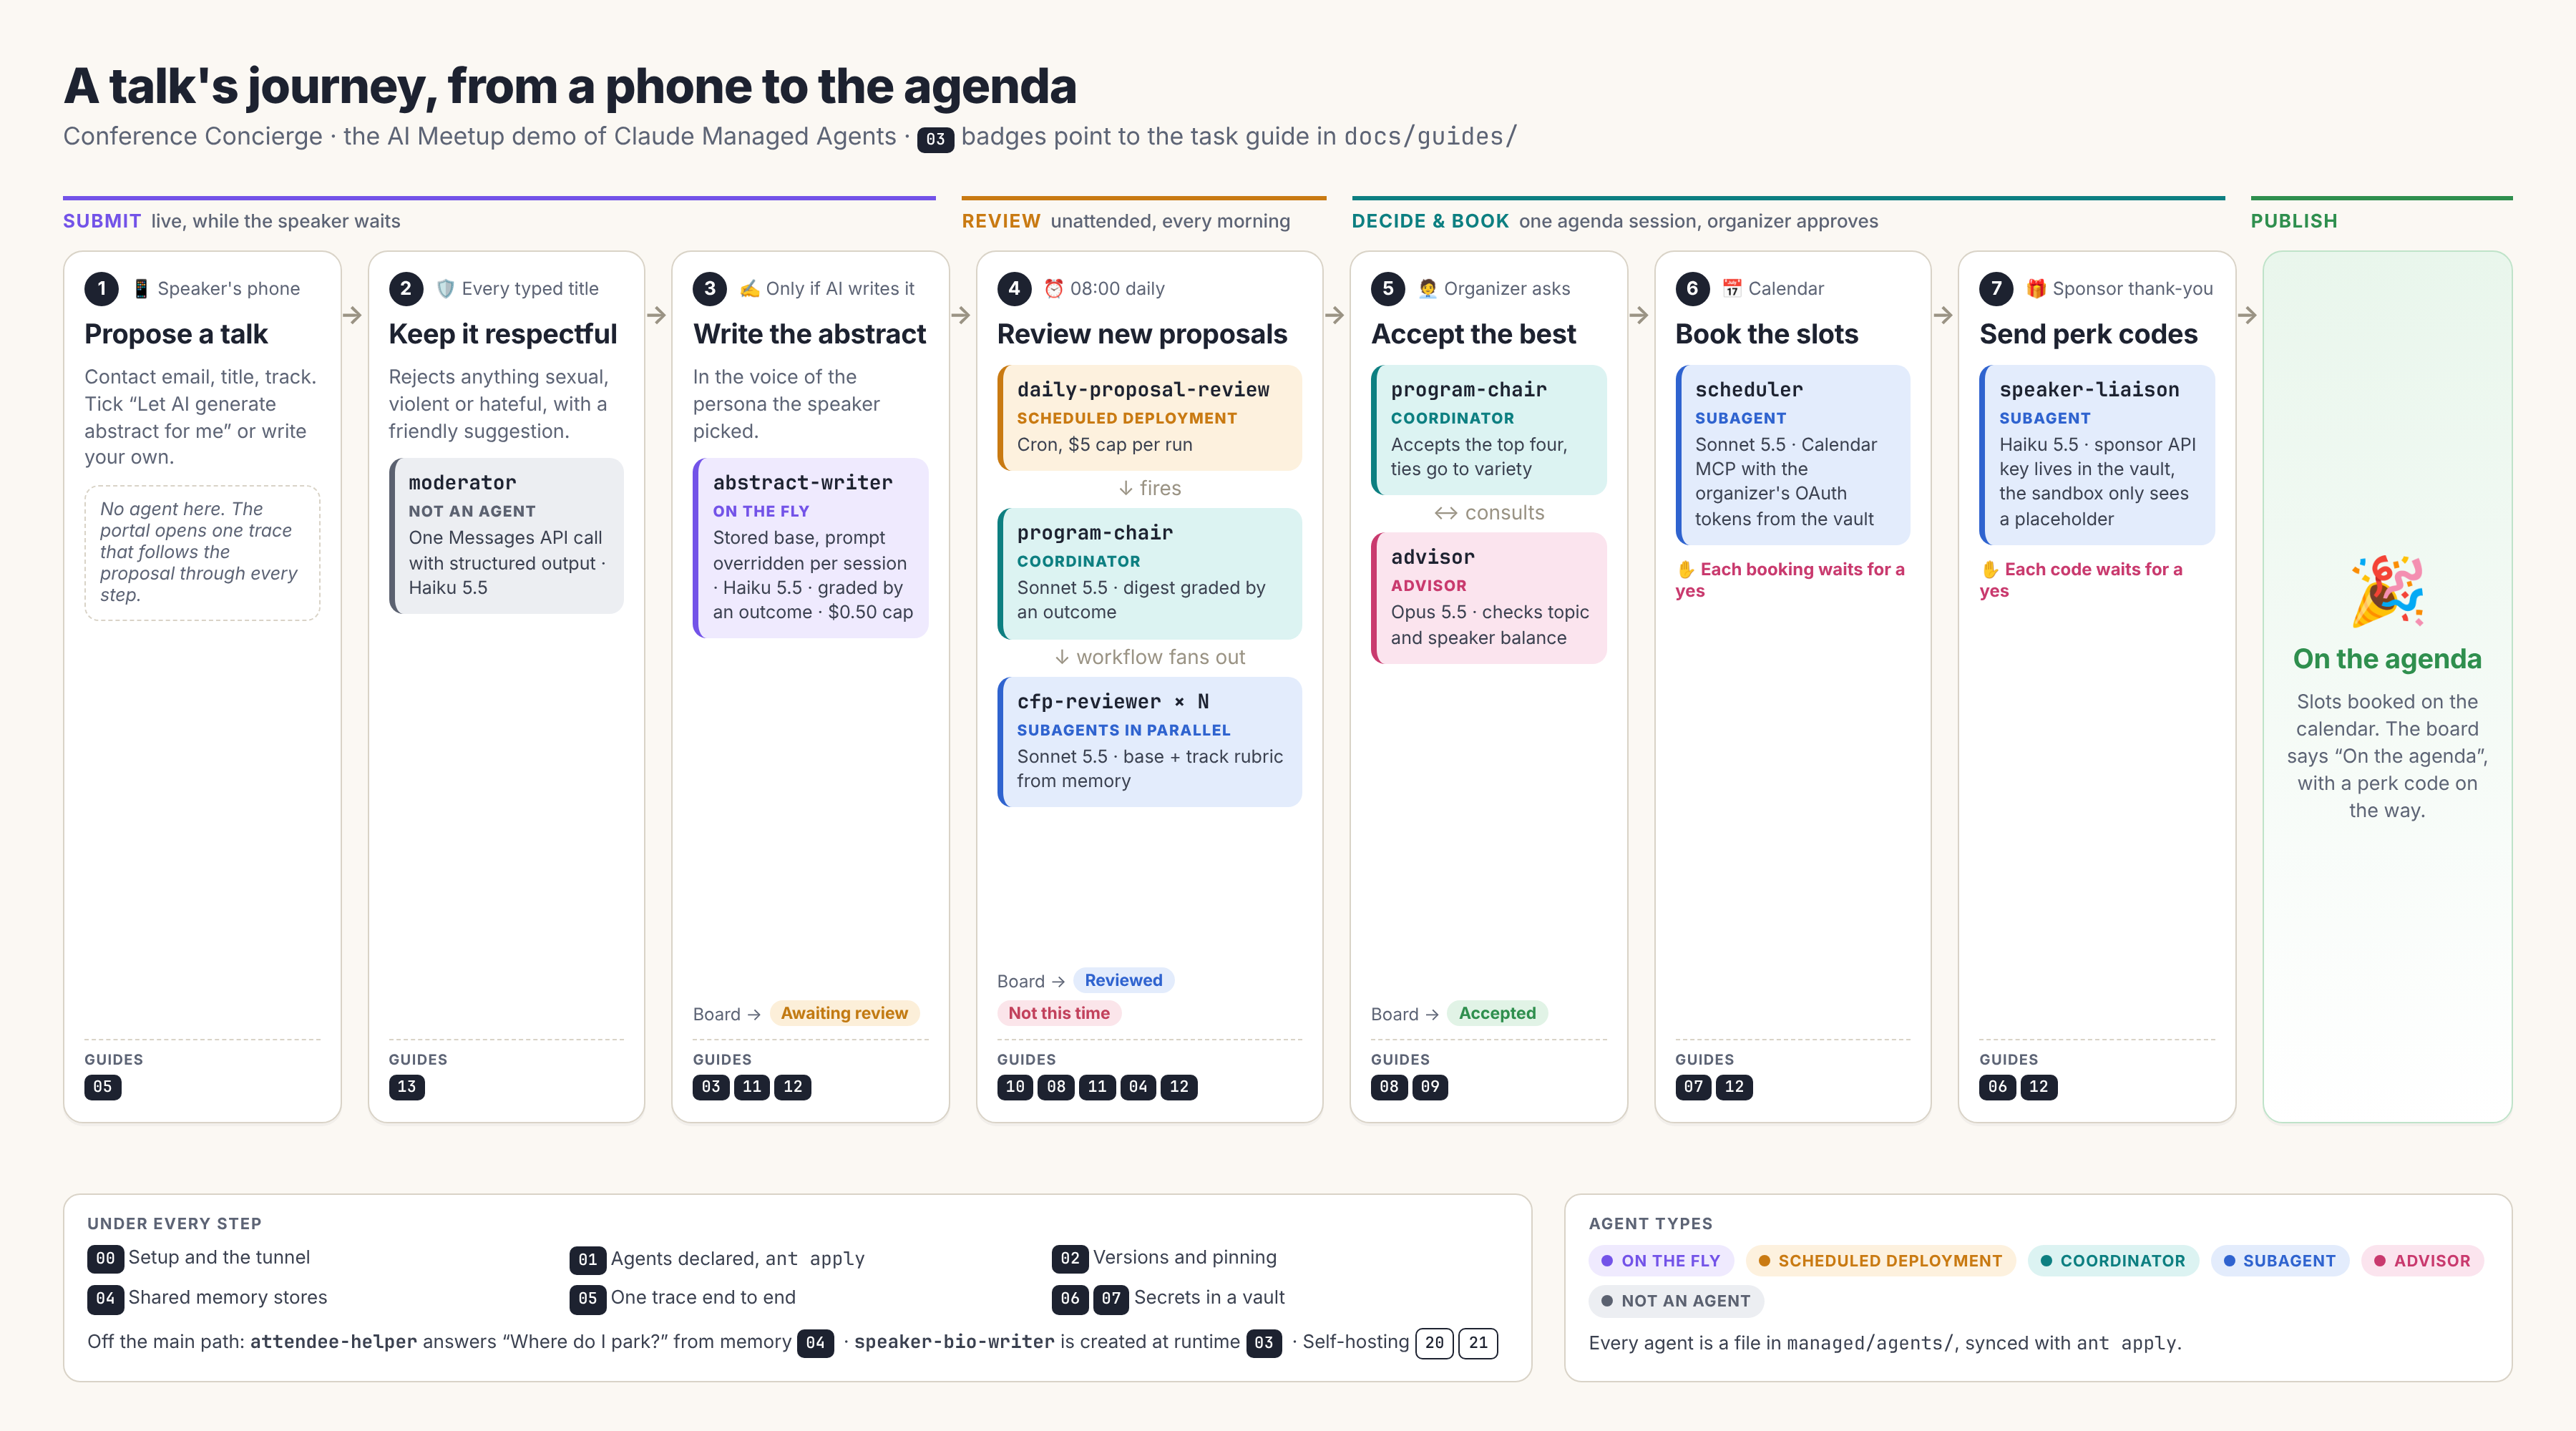 A talk's journey, from a phone to the agenda
Conference Concierge · the AI Meetup demo of Claude Managed Agents · 03 badges point to the task guide in docs/guides/
SUBMIT live, while the speaker waits
REVIEW unattended, every morning
DECIDE & BOOK one agenda session, organizer approves
PUBLISH
1 📱 Speaker's phone
Propose a talk
Contact email, title, track.
Tick “Let AI generate
abstract for me” or write
your own.
No agent here. The
portal opens one trace
that follows the
proposal through every
step.
GUIDES
05
→
2 🛡️ Every typed title
Keep it respectful
Rejects anything sexual,
violent or hateful, with a
friendly suggestion.
moderator
NOT AN AGENT
One Messages API call
with structured output ·
Haiku 5.5
GUIDES
13
→
3 ✍️ Only if AI writes it
Write the abstract
In the voice of the
persona the speaker
picked.
abstract-writer
ON THE FLY
Stored base, prompt
overridden per session
· Haiku 5.5 · graded by
an outcome · $0.50 cap
Board → Awaiting review
GUIDES
03 11 12
→
4 ⏰ 08:00 daily
Review new proposals
daily-proposal-review
SCHEDULED DEPLOYMENT
Cron, $5 cap per run
↓ fires
program-chair
COORDINATOR
Sonnet 5.5 · digest graded by
an outcome
↓ workflow fans out
cfp-reviewer × N
SUBAGENTS IN PARALLEL
Sonnet 5.5 · base + track rubric
from memory
Board → Reviewed
Not this time
GUIDES
10 08 11 04 12
→
5 🧑‍💼 Organizer asks
Accept the best
program-chair
COORDINATOR
Accepts the top four,
ties go to variety
↔ consults
advisor
ADVISOR
Opus 5.5 · checks topic
and speaker balance
Board → Accepted
GUIDES
08 09
→
6 📅 Calendar
Book the slots
scheduler
SUBAGENT
Sonnet 5.5 · Calendar
MCP with the
organizer's OAuth
tokens from the vault
✋ Each booking waits for a
yes
GUIDES
07 12
→
7 🎁 Sponsor thank-you
Send perk codes
speaker-liaison
SUBAGENT
Haiku 5.5 · sponsor API
key lives in the vault,
the sandbox only sees
a placeholder
✋ Each code waits for a
yes
GUIDES
06 12
→
🎉
On the agenda
Slots booked on the
calendar. The board
says “On the agenda”,
with a perk code on
the way.
UNDER EVERY STEP
00 Setup and the tunnel
01 Agents declared, ant apply
02 Versions and pinning
04 Shared memory stores
05 One trace end to end
06 07 Secrets in a vault
Off the main path: attendee-helper answers “Where do I park?” from memory 04 · speaker-bio-writer is created at runtime 03 · Self-hosting 20 21
AGENT TYPES
ON THE FLY
SCHEDULED DEPLOYMENT
COORDINATOR
SUBAGENT
ADVISOR
NOT AN AGENT
Every agent is a file in managed/agents/, synced with ant apply.